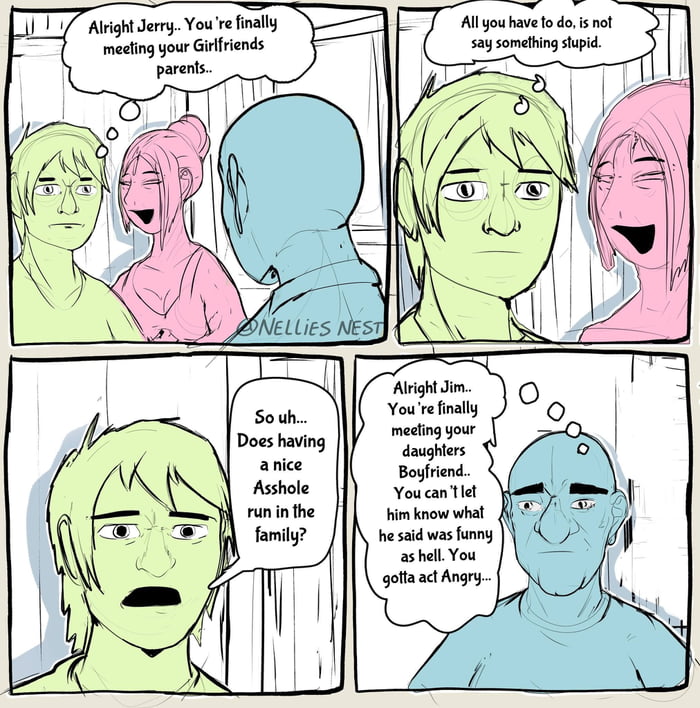 Alright Jerry.. You're finally
meeting your Girlfriends
parents..
All you have to do, is not
say something stupid.
@NELLiES NEST
So uh...
Does having
a nice
Asshole
run in the
family?
Alright Jim..
You're finally
meeting your
daughters
Boyfriend..
You can't let
him know what
he said was funny
as hell. You
gotta act Angry...